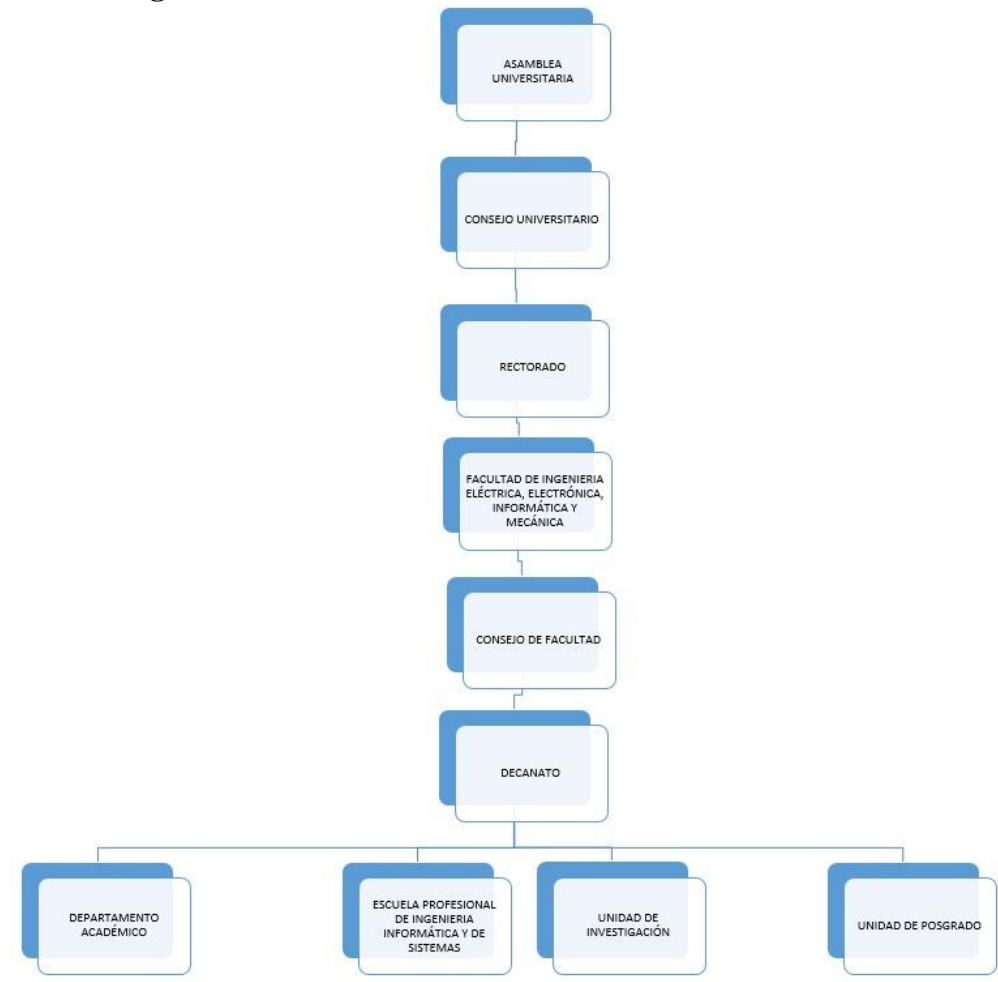 ASAMBLEA
UNIVERSITARIA
CONSEJO UNIVERSITARIO
RECTORADO
FACULTAD DE INGENIERIA
ELÉCTRICA, ELECTRÓNICA,
INFORMÁTICA Y
MECÁNICA
CONSEJO DE FACULTAD
DECANATO
DEPARTAMENTO
ACADÉMICO
ESCUELA PROFESIONAL
DE INGENIERIA
INFORMÁTICA Y DE
SISTEMAS
UNIDAD DE
INVESTIGACIÓN
UNIDAD DE POSGRADO